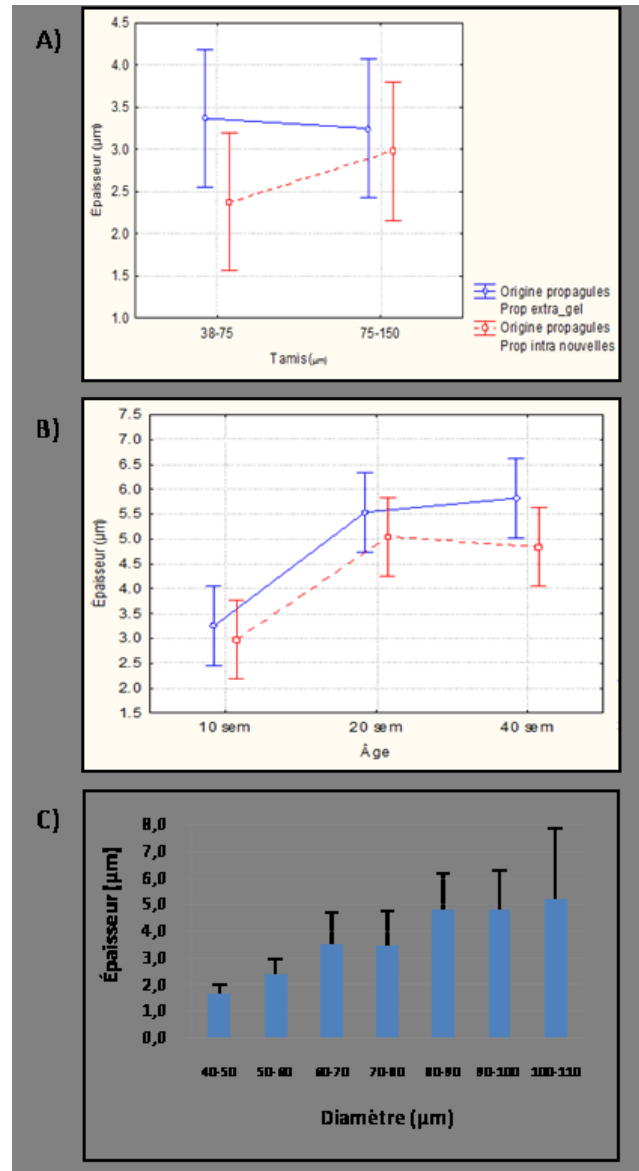 A)
4.5
4.0
3.5
3.0
2.5
2.0
1.5
1.0
Épaisseur (µm)
38-75
75-150
Tamis (µm)
Origine propagules
Prop extra_gel
Origine propagules
Prop intra nouvelles
B)
7.5
7.0
6.5
6.0
5.5
5.0
4.5
4.0
3.5
3.0
2.5
2.0
1.5
Épaisseur (µm)
10 sem
20 sem
40 sem
Âge
C)
8,0
7,0
6,0
5,0
4,0
3,0
2,0
1,0
0,0
Épaisseur (µm)
40-50
50-60
60-70
70-80
80-90
90-100
100-110
Diamètre (µm)